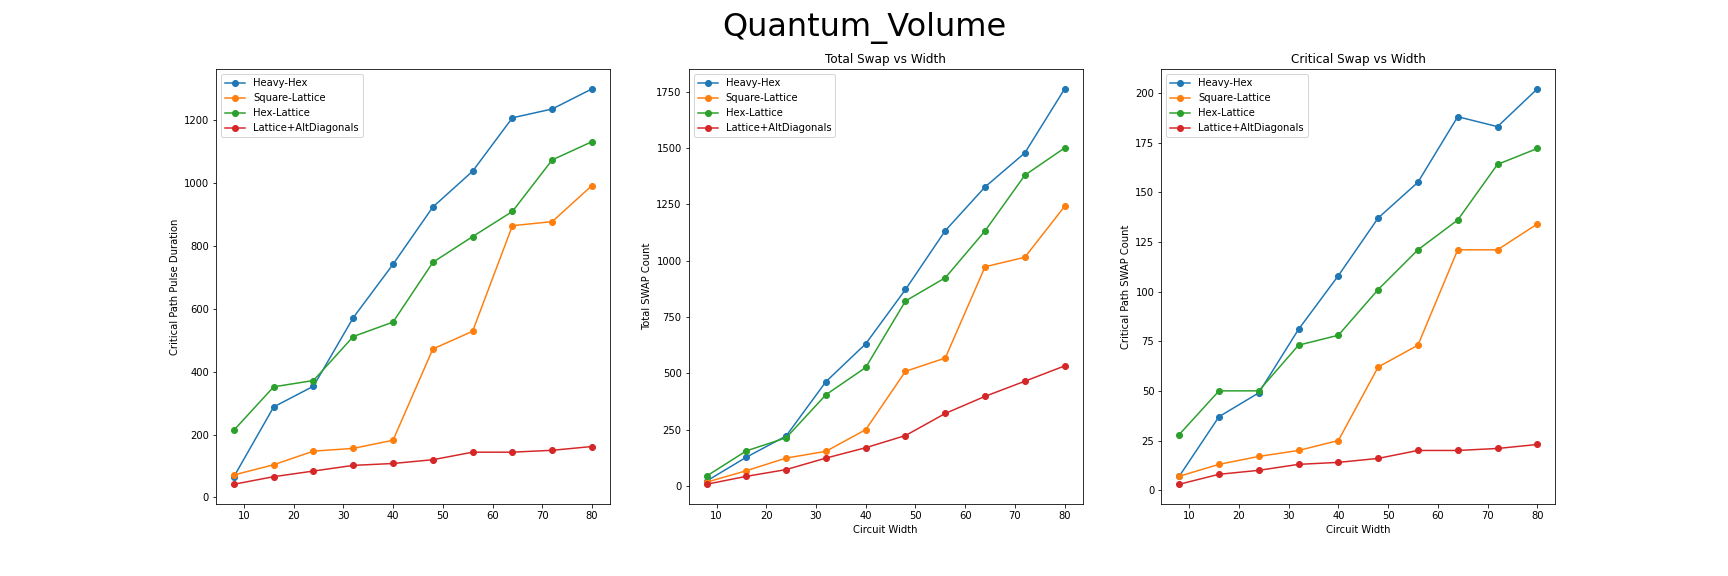 Quantum_Volume
Critical Path Pulse Duration
1200
1000
800
600
400
200
0
10 20 30 40 50 60 70 80
Heavy-Hex
Square-Lattice
Hex-Lattice
Lattice+AltDiagonals
Total Swap vs Width
Total SWAP Count
1750
1500
1250
1000
750
500
250
0
10 20 30 40 50 60 70 80
Circuit Width
Heavy-Hex
Square-Lattice
Hex-Lattice
Lattice+AltDiagonals
Critical Swap vs Width
Critical Path SWAP Count
200
175
150
125
100
75
50
25
0
10 20 30 40 50 60 70 80
Circuit Width
Heavy-Hex
Square-Lattice
Hex-Lattice
Lattice+AltDiagonals